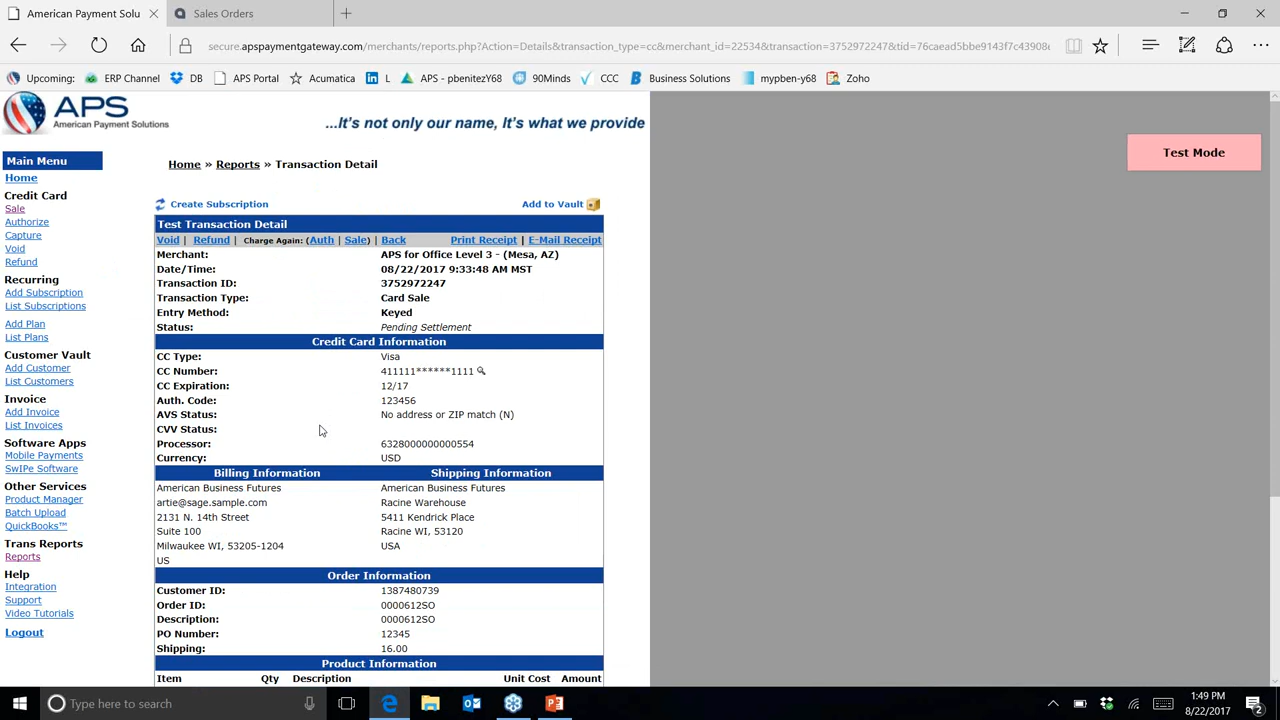 American Payment Solu
Sales Orders
secure.apspaymentgateway.com/merchants/reports.php?Action=Details&transaction_type=cc&merchant_id=22534&transaction=3752972247&tid=76caead5bbe9143f7c43908e
Upcoming: ERP Channel DB APS Portal Acumatica L APS - pbenitezY68 90Minds CCC Business Solutions mypben-y68 Zoho
APS
American Payment Solutions
...It's not only our name, It's what we provide
Test Mode
Main Menu
Home
Credit Card
Sale
Authorize
Capture
Void
Refund
Recurring
Add Subscription
List Subscriptions
Add Plan
List Plans
Customer Vault
Add Customer
List Customers
Invoice
Add Invoice
List Invoices
Software Apps
Mobile Payments
SwIPe Software
Other Services
Product Manager
Batch Upload
QuickBooks™
Trans Reports
Reports
Help
Integration
Support
Video Tutorials
Logout
Home » Reports » Transaction Detail
Create Subscription Add to Vault
Test Transaction Detail
Void | Refund | Charge Again: (Auth | Sale) | Back Print Receipt | E-Mail Receipt
Merchant: APS for Office Level 3 - (Mesa, AZ)
Date/Time: 08/22/2017 9:33:48 AM MST
Transaction ID: 3752972247
Transaction Type: Card Sale
Entry Method: Keyed
Status: Pending Settlement
Credit Card Information
CC Type: Visa
CC Number: 411111******1111
CC Expiration: 12/17
Auth. Code: 123456
AVS Status: No address or ZIP match (N)
CVV Status:
Processor: 6328000000000554
Currency: USD
Billing Information Shipping Information
American Business Futures American Business Futures
artie@sage.sample.com Racine Warehouse
2131 N. 14th Street 5411 Kendrick Place
Suite 100 Racine WI, 53120
Milwaukee WI, 53205-1204 USA
US
Order Information
Customer ID: 1387480739
Order ID: 0000612SO
Description: 0000612SO
PO Number: 12345
Shipping: 16.00
Product Information
Item Qty Description Unit Cost Amount
Type here to search
1:49 PM
8/22/2017
2